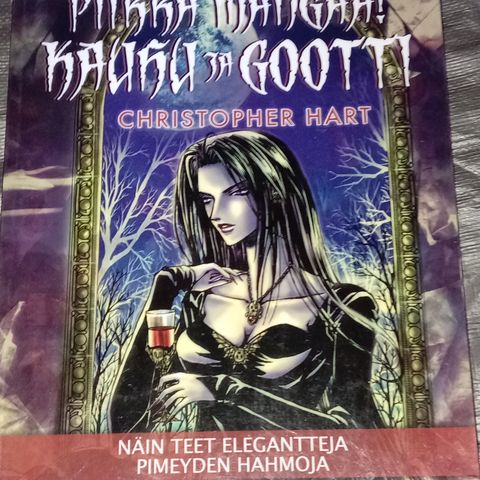 PIIRRÄ MANGAA!
KAUHU JA GOOTTI
CHRISTOPHER HART
NÄIN TEET ELEGANTTEJA
PIMEYDEN HAHMOJA